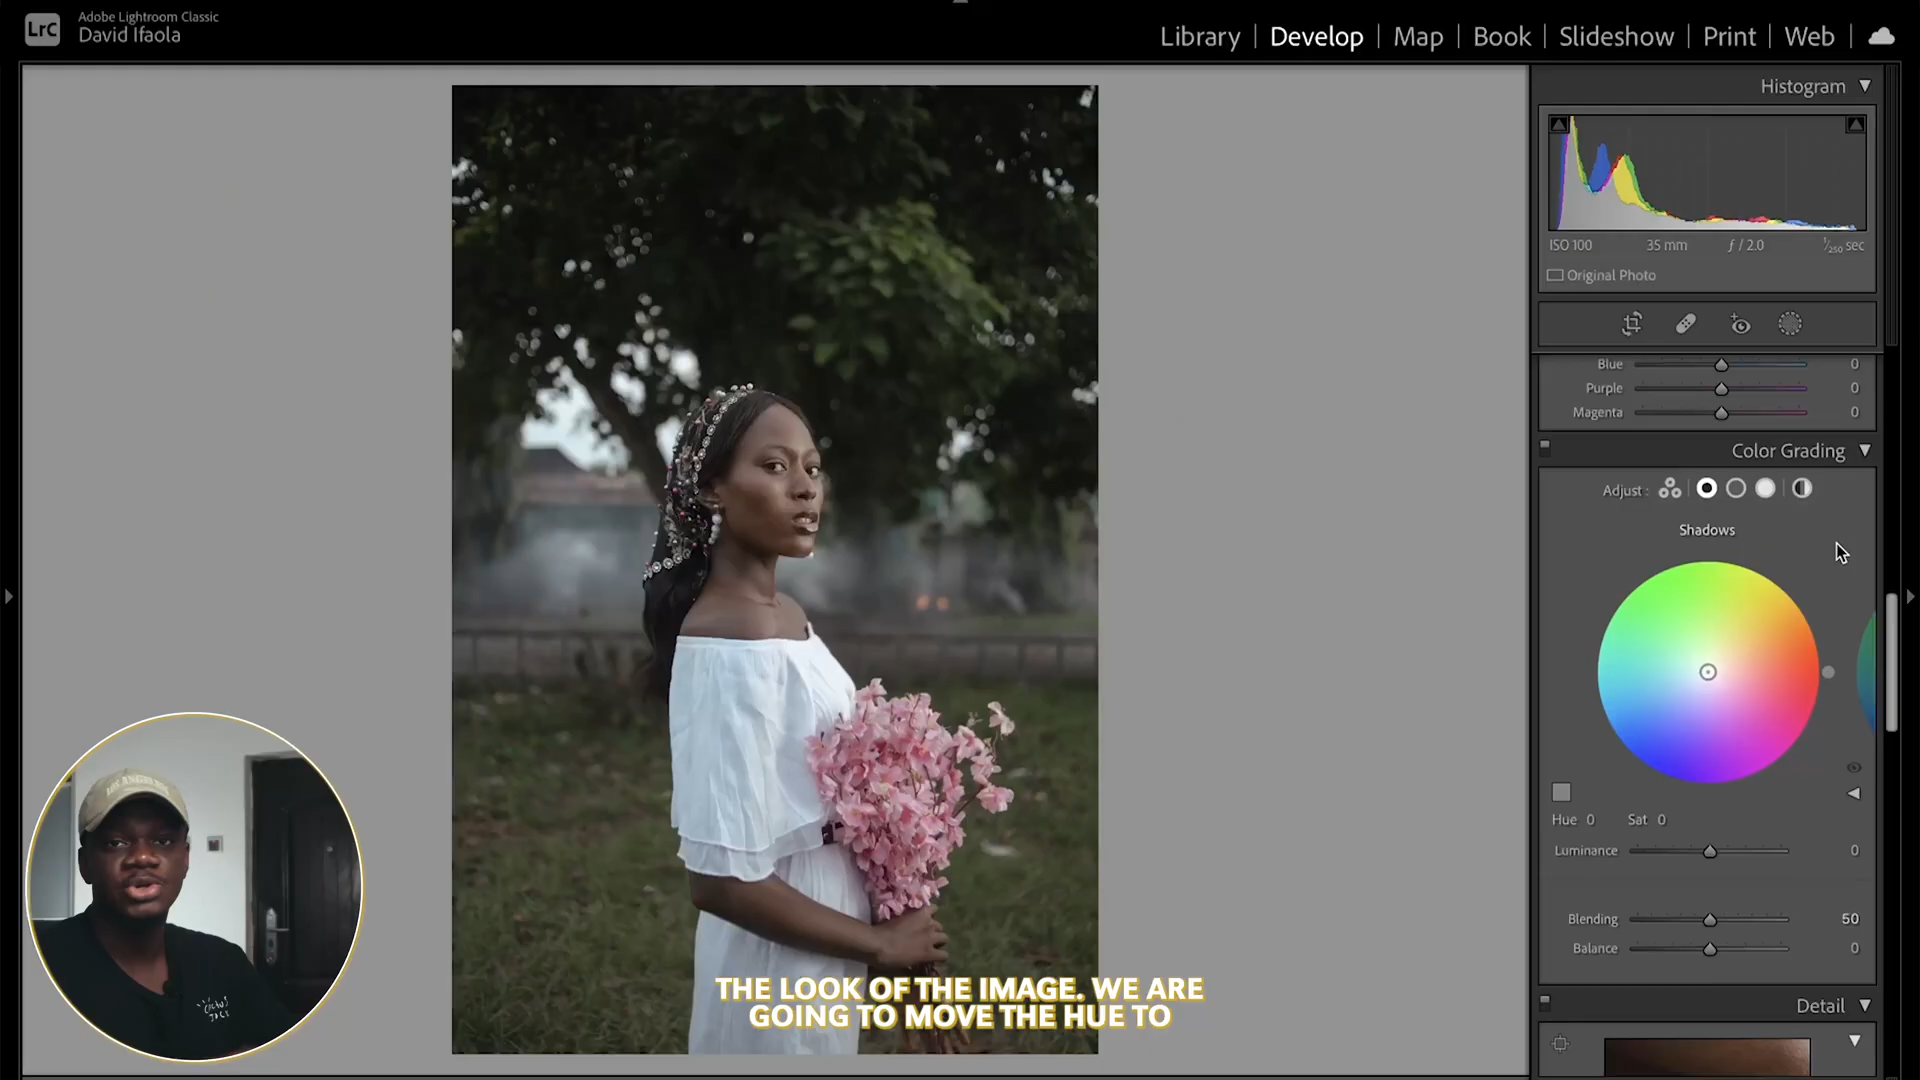 LrC
Adobe Lightroom Classic
David Ifaola
Library | Develop | Map | Book | Slideshow | Print | Web
Histogram
ISO 100 35 mm ƒ / 2.0 1/250 sec
Original Photo
Blue 0
Purple 0
Magenta 0
Color Grading
Adjust :
Shadows
Hue 0 Sat 0
Luminance 0
Blending 50
Balance 0
Detail
LOS ANGELES
THE LOOK OF THE IMAGE. WE ARE
GOING TO MOVE THE HUE TO